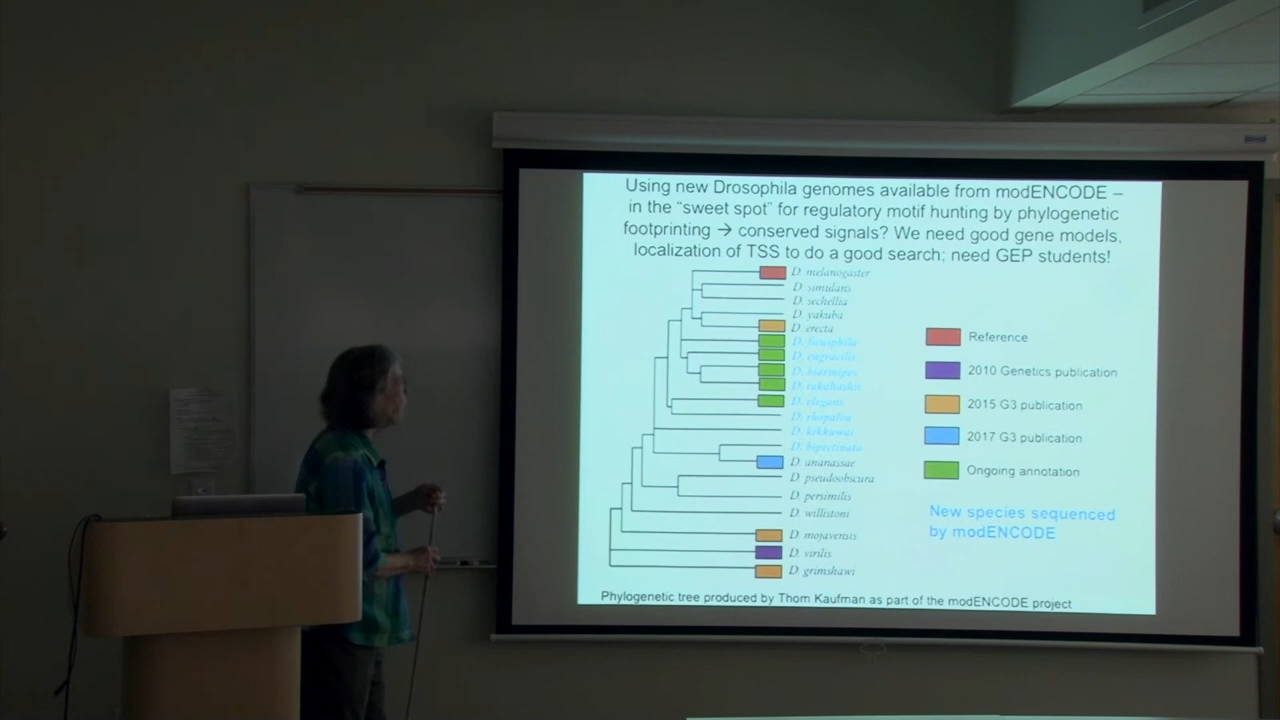 Using new Drosophila genomes available from modENCODE –
in the “sweet spot” for regulatory motif hunting by phylogenetic
footprinting → conserved signals? We need good gene models,
localization of TSS to do a good search; need GEP students!
D. melanogaster
D. simulans
D. sechellia
D. yakuba
D. erecta
D. ficusphila
D. eugracilis
D. biarmipes
D. takahashii
D. elegans
D. rhopaloa
D. kikkawai
D. bipectinata
D. ananassae
D. pseudoobscura
D. persimilis
D. willistoni
D. mojavensis
D. virilis
D. grimshawi
Reference
2010 Genetics publication
2015 G3 publication
2017 G3 publication
Ongoing annotation
New species sequenced
by modENCODE
Phylogenetic tree produced by Thom Kaufman as part of the modENCODE project